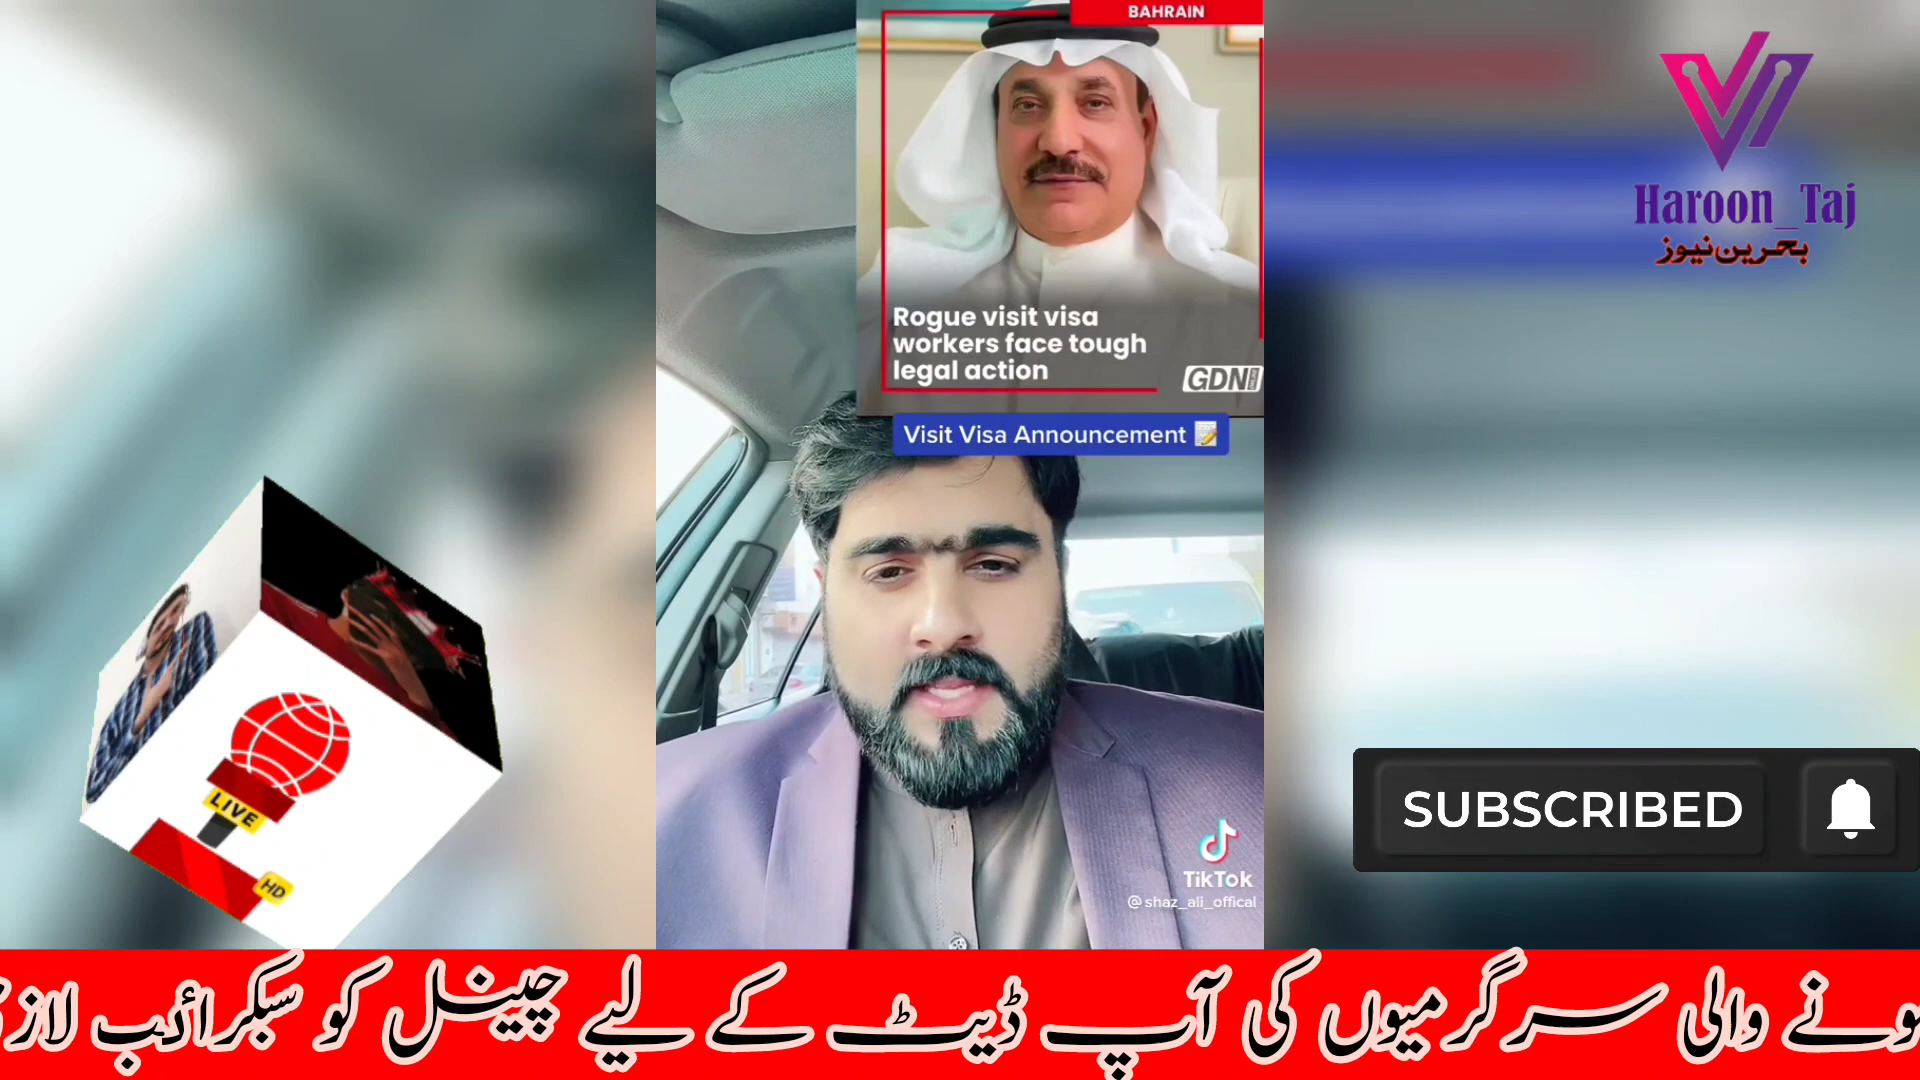 BAHRAIN
Haroon_Taj
بحرین نیوز
Rogue visit visa
workers face tough
legal action
GDN
Visit Visa Announcement
LIVE
HD
SUBSCRIBED
TikTok
@shaz_ali_offical
ونے والی سرگرمیوں کی آپ ڈیٹ کے لیے چینل کو سبکرائب لاز